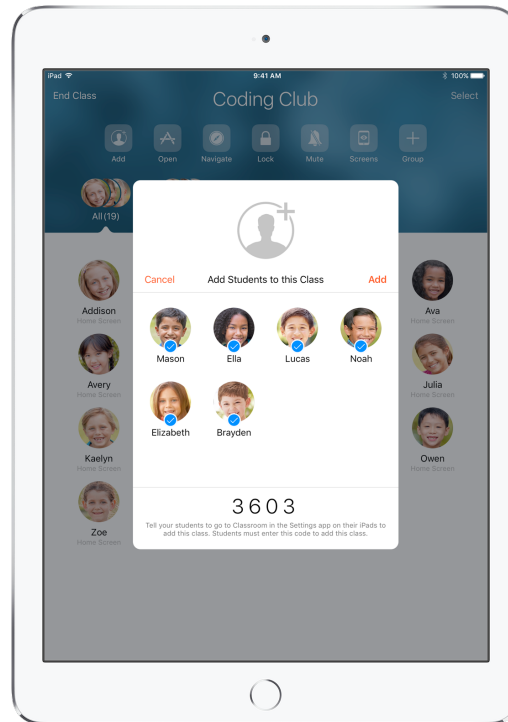 iPad 9:41 AM 100%
End Class Coding Club Select
Add Open Navigate Lock Mute Screens Group
All (19)
Cancel Add Students to this Class Add
Addison Ava
Home Screen Home Screen
Mason Ella Lucas Noah
Avery Julia
Home Screen Home Screen
Elizabeth Brayden
Kaelyn Owen
Home Screen Home Screen
3603
Tell your students to go to Classroom in the Settings app on their iPads to
add this class. Students must enter this code to add this class.
Zoe
Home Screen